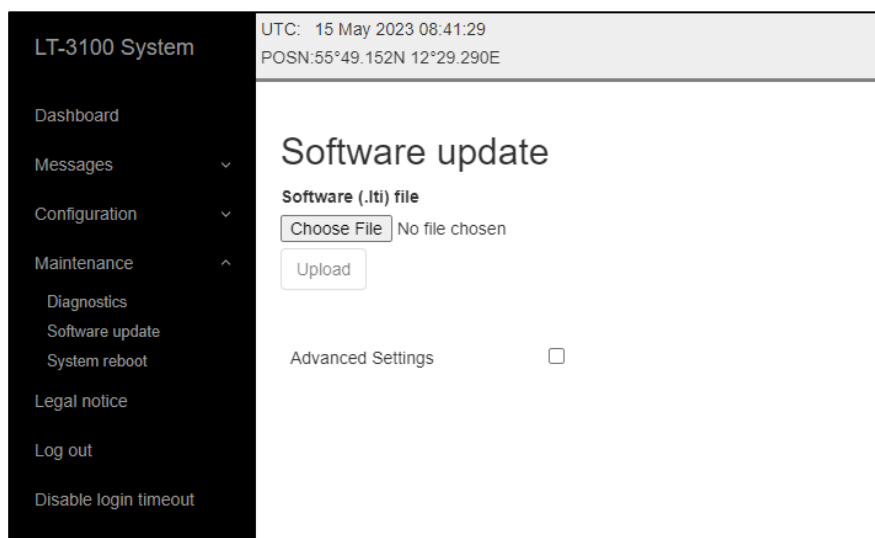 LT-3100 System
Dashboard
Messages
Configuration
Maintenance
Diagnostics
Software update
System reboot
Legal notice
Log out
Disable login timeout
UTC: 15 May 2023 08:41:29
POSN:55°49.152N 12°29.290E
Software update
Software (.lti) file
Choose File No file chosen
Upload
Advanced Settings